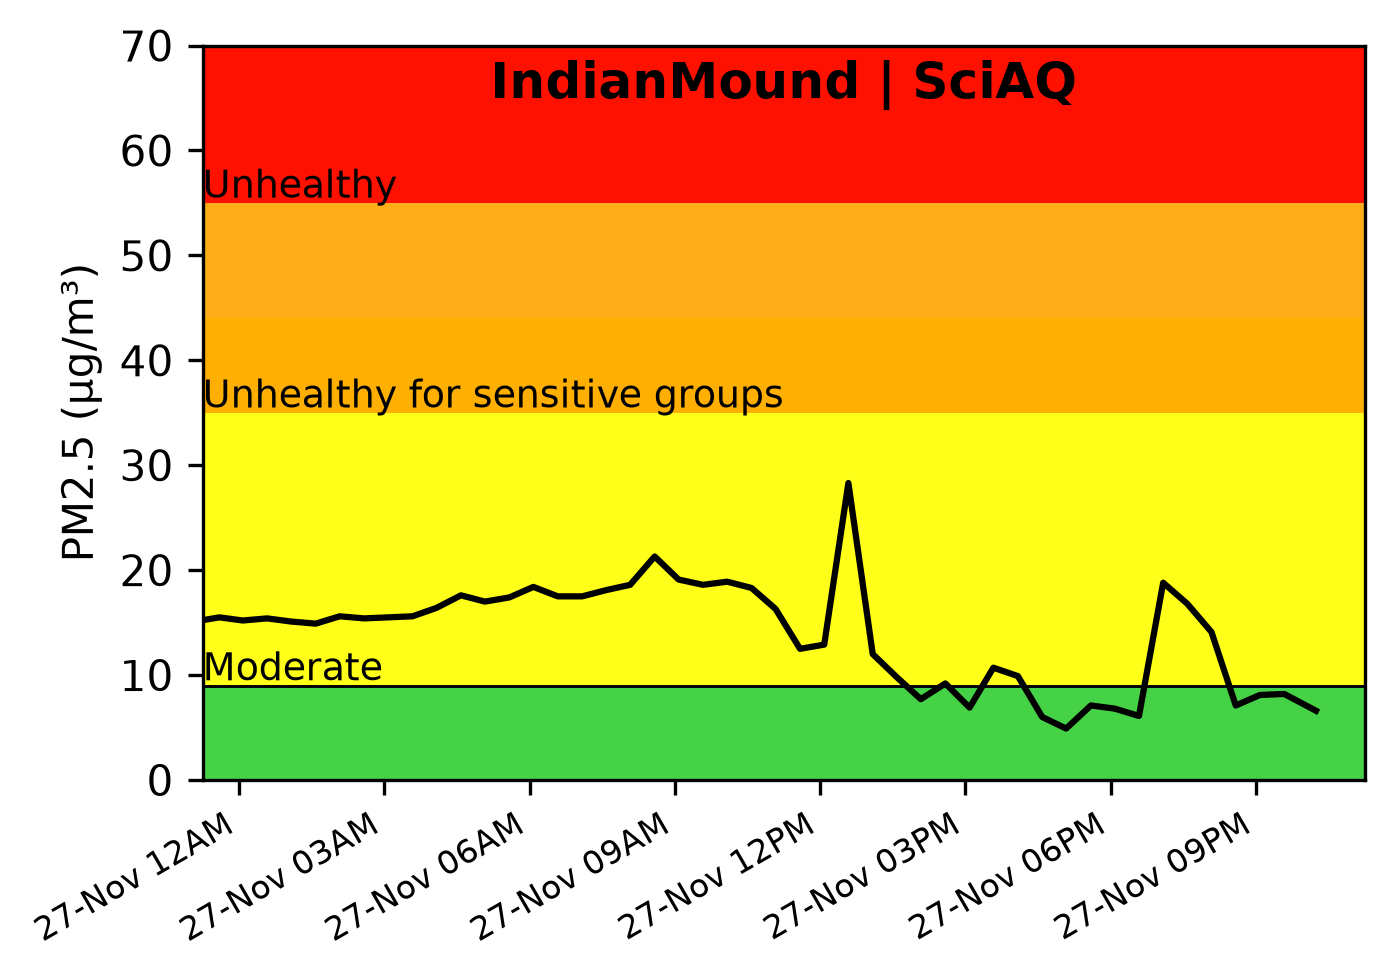 IndianMound | SciAQ
PM2.5 (µg/m³)
70
60
Unhealthy
50
40
Unhealthy for sensitive groups
30
20
Moderate
10
0
27-Nov 12AM
27-Nov 03AM
27-Nov 06AM
27-Nov 09AM
27-Nov 12PM
27-Nov 03PM
27-Nov 06PM
27-Nov 09PM